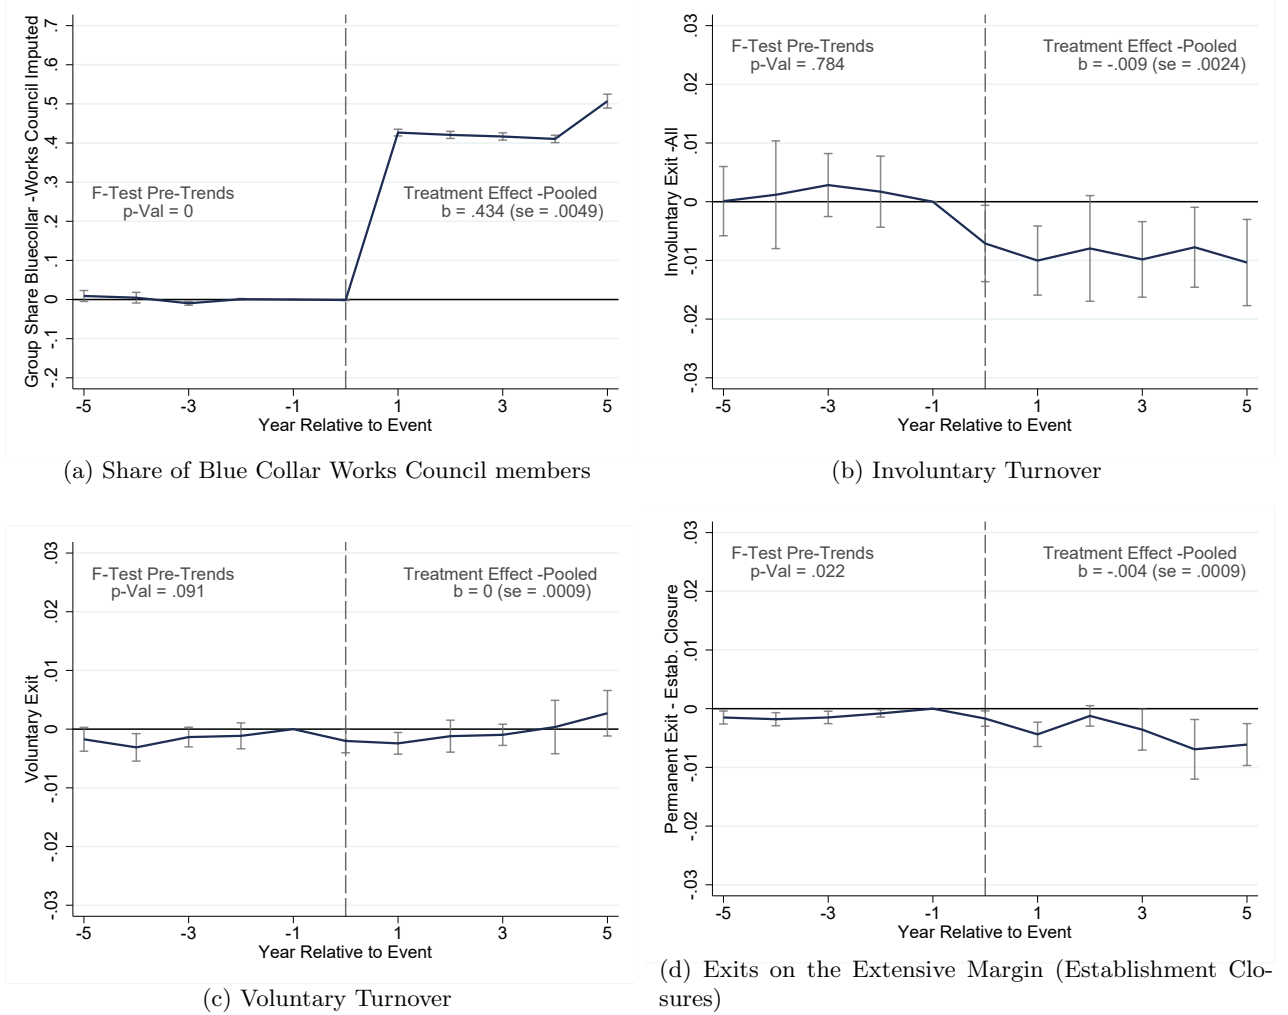 Group Share Bluecollar -Works Council Imputed
.7
.6
.5
.4
.3
.2
.1
0
-.1
-.2
F-Test Pre-Trends
p-Val = 0
Treatment Effect -Pooled
b = .434 (se = .0049)
-5 -3 -1 1 3 5
Year Relative to Event
(a) Share of Blue Collar Works Council members
Involuntary Exit -All
.03
.02
.01
0
-.01
-.02
-.03
F-Test Pre-Trends
p-Val = .784
Treatment Effect -Pooled
b = -.009 (se = .0024)
-5 -3 -1 1 3 5
Year Relative to Event
(b) Involuntary Turnover
Voluntary Exit
.03
.02
.01
0
-.01
-.02
-.03
F-Test Pre-Trends
p-Val = .091
Treatment Effect -Pooled
b = 0 (se = .0009)
-5 -3 -1 1 3 5
Year Relative to Event
(c) Voluntary Turnover
Permanent Exit - Estab. Closure
.03
.02
.01
0
-.01
-.02
-.03
F-Test Pre-Trends
p-Val = .022
Treatment Effect -Pooled
b = -.004 (se = .0009)
-5 -3 -1 1 3 5
Year Relative to Event
(d) Exits on the Extensive Margin (Establishment Clo-
sures)